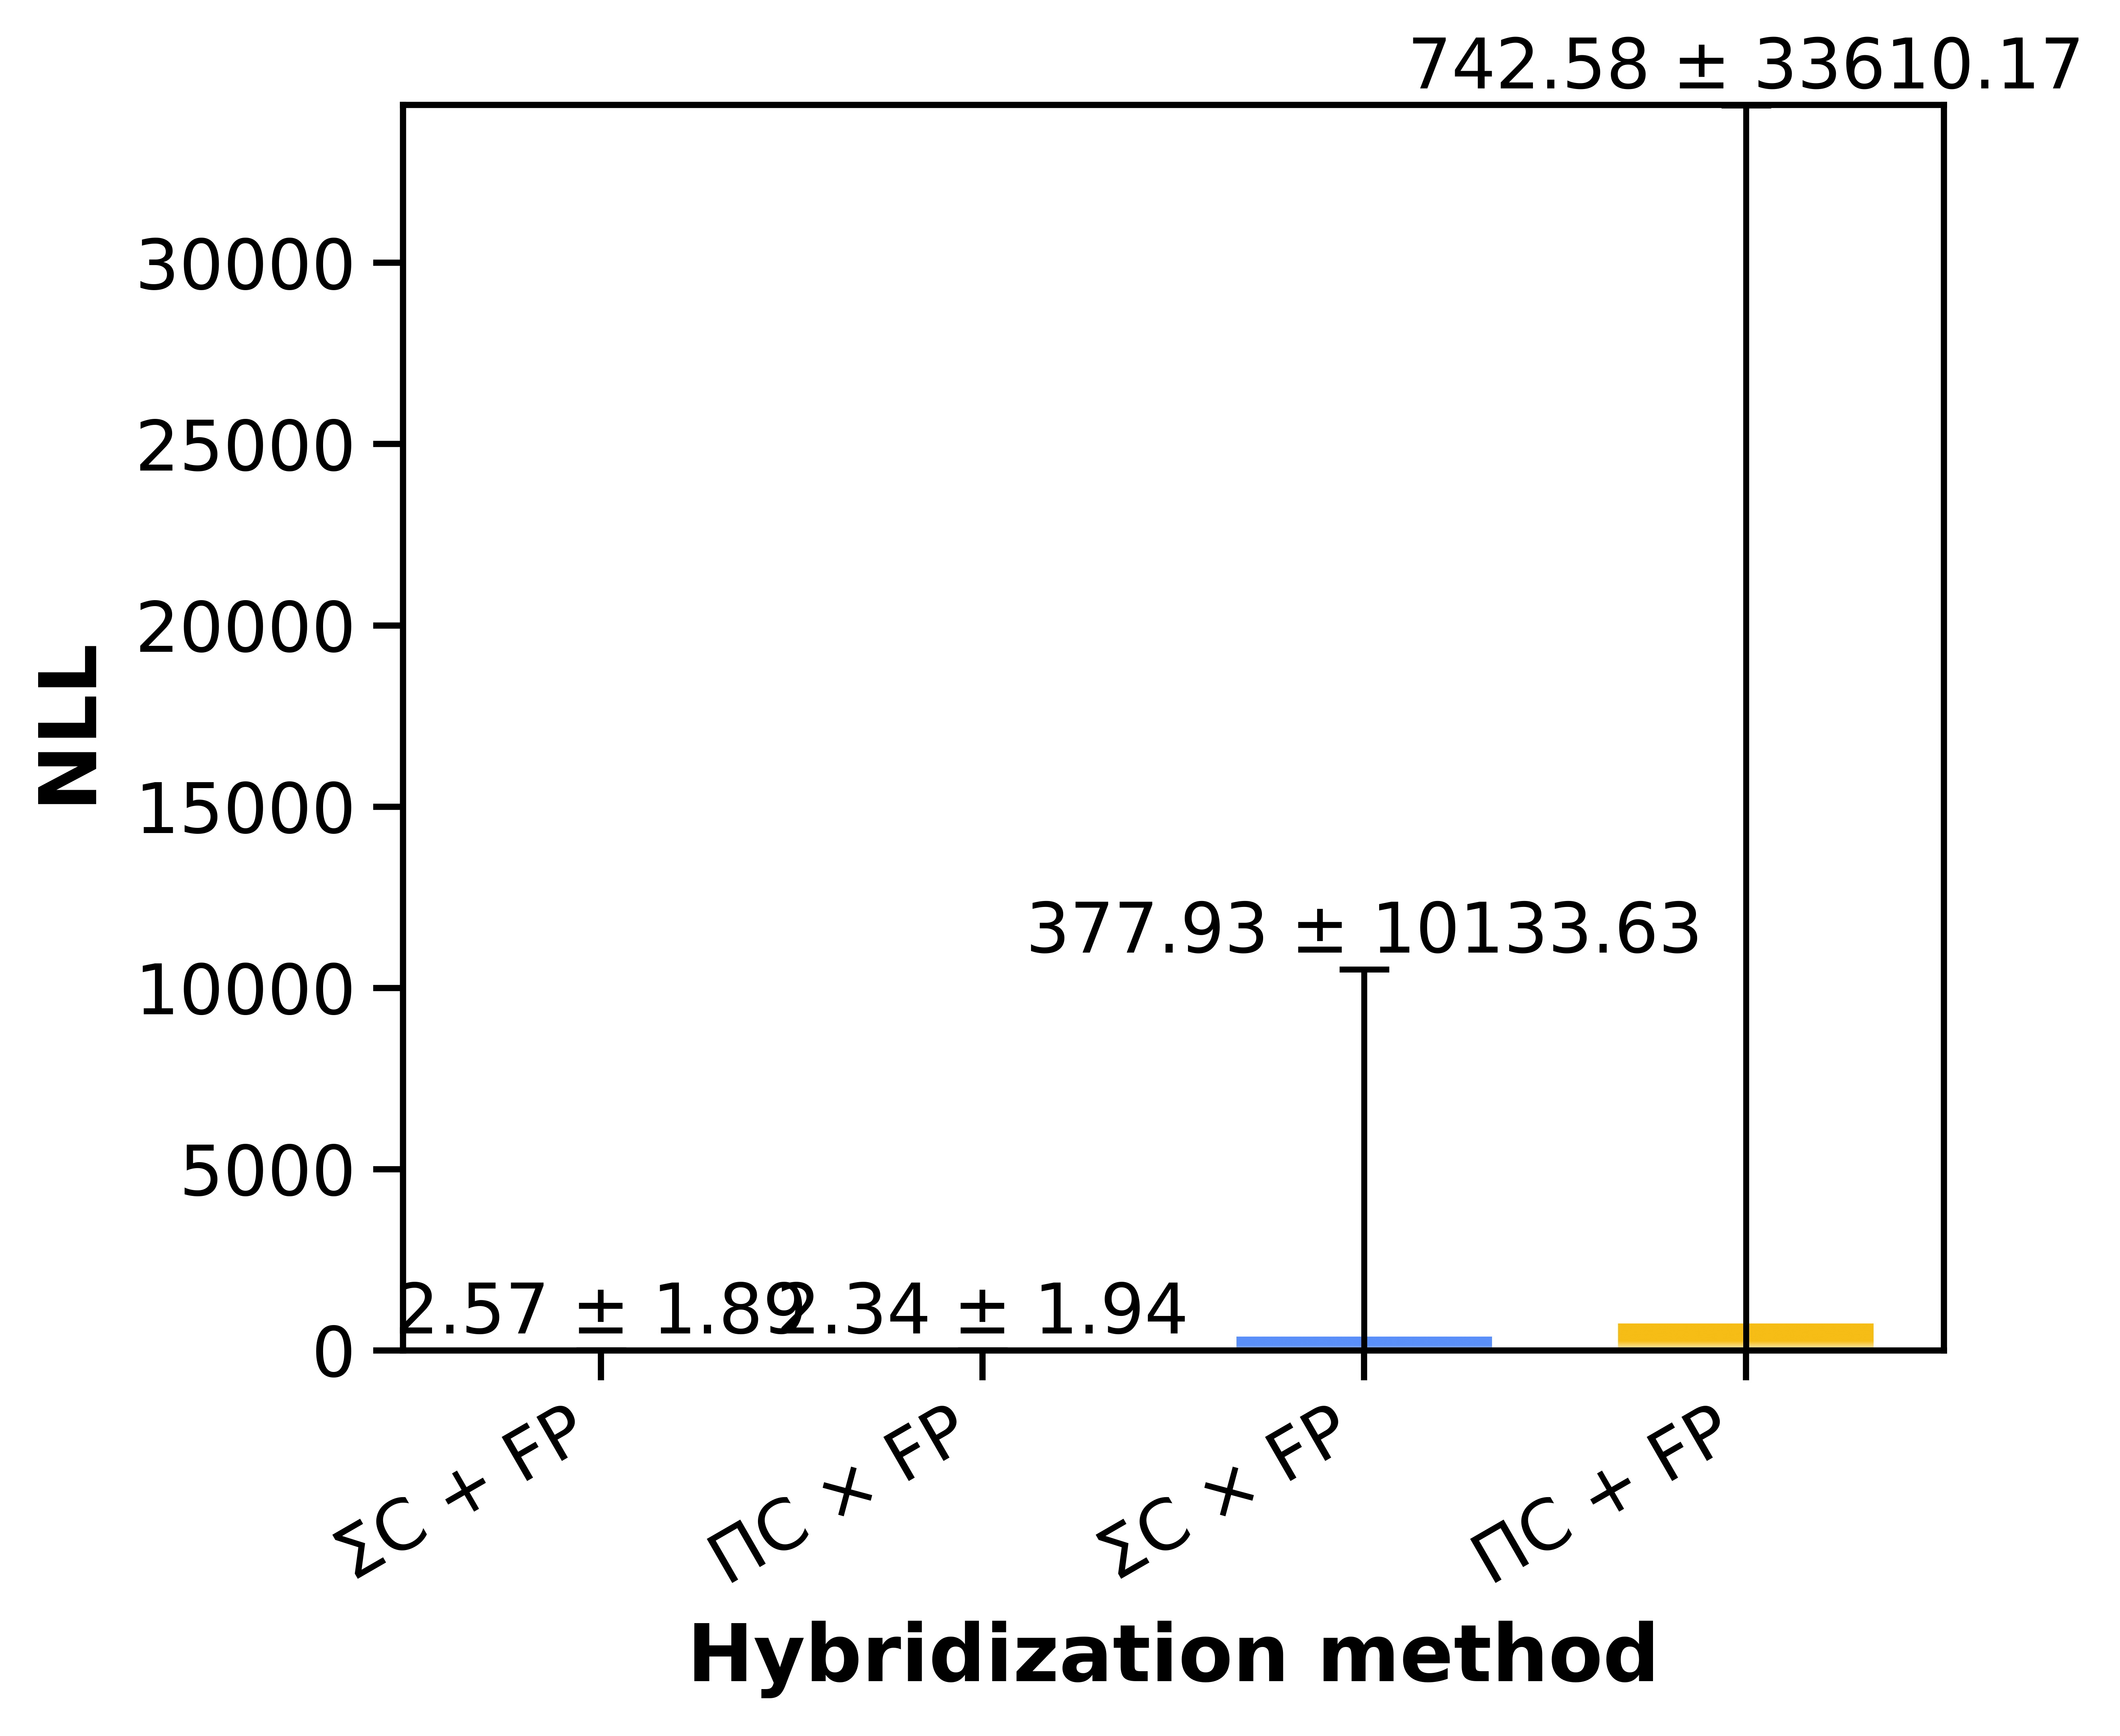 742.58 ± 33610.17
30000
25000
20000
15000
10000
5000
0
NLL
377.93 ± 10133.63
2.57 ± 1.89
2.34 ± 1.94
ΣC + FP
ΠC × FP
ΣC × FP
ΠC + FP
Hybridization method